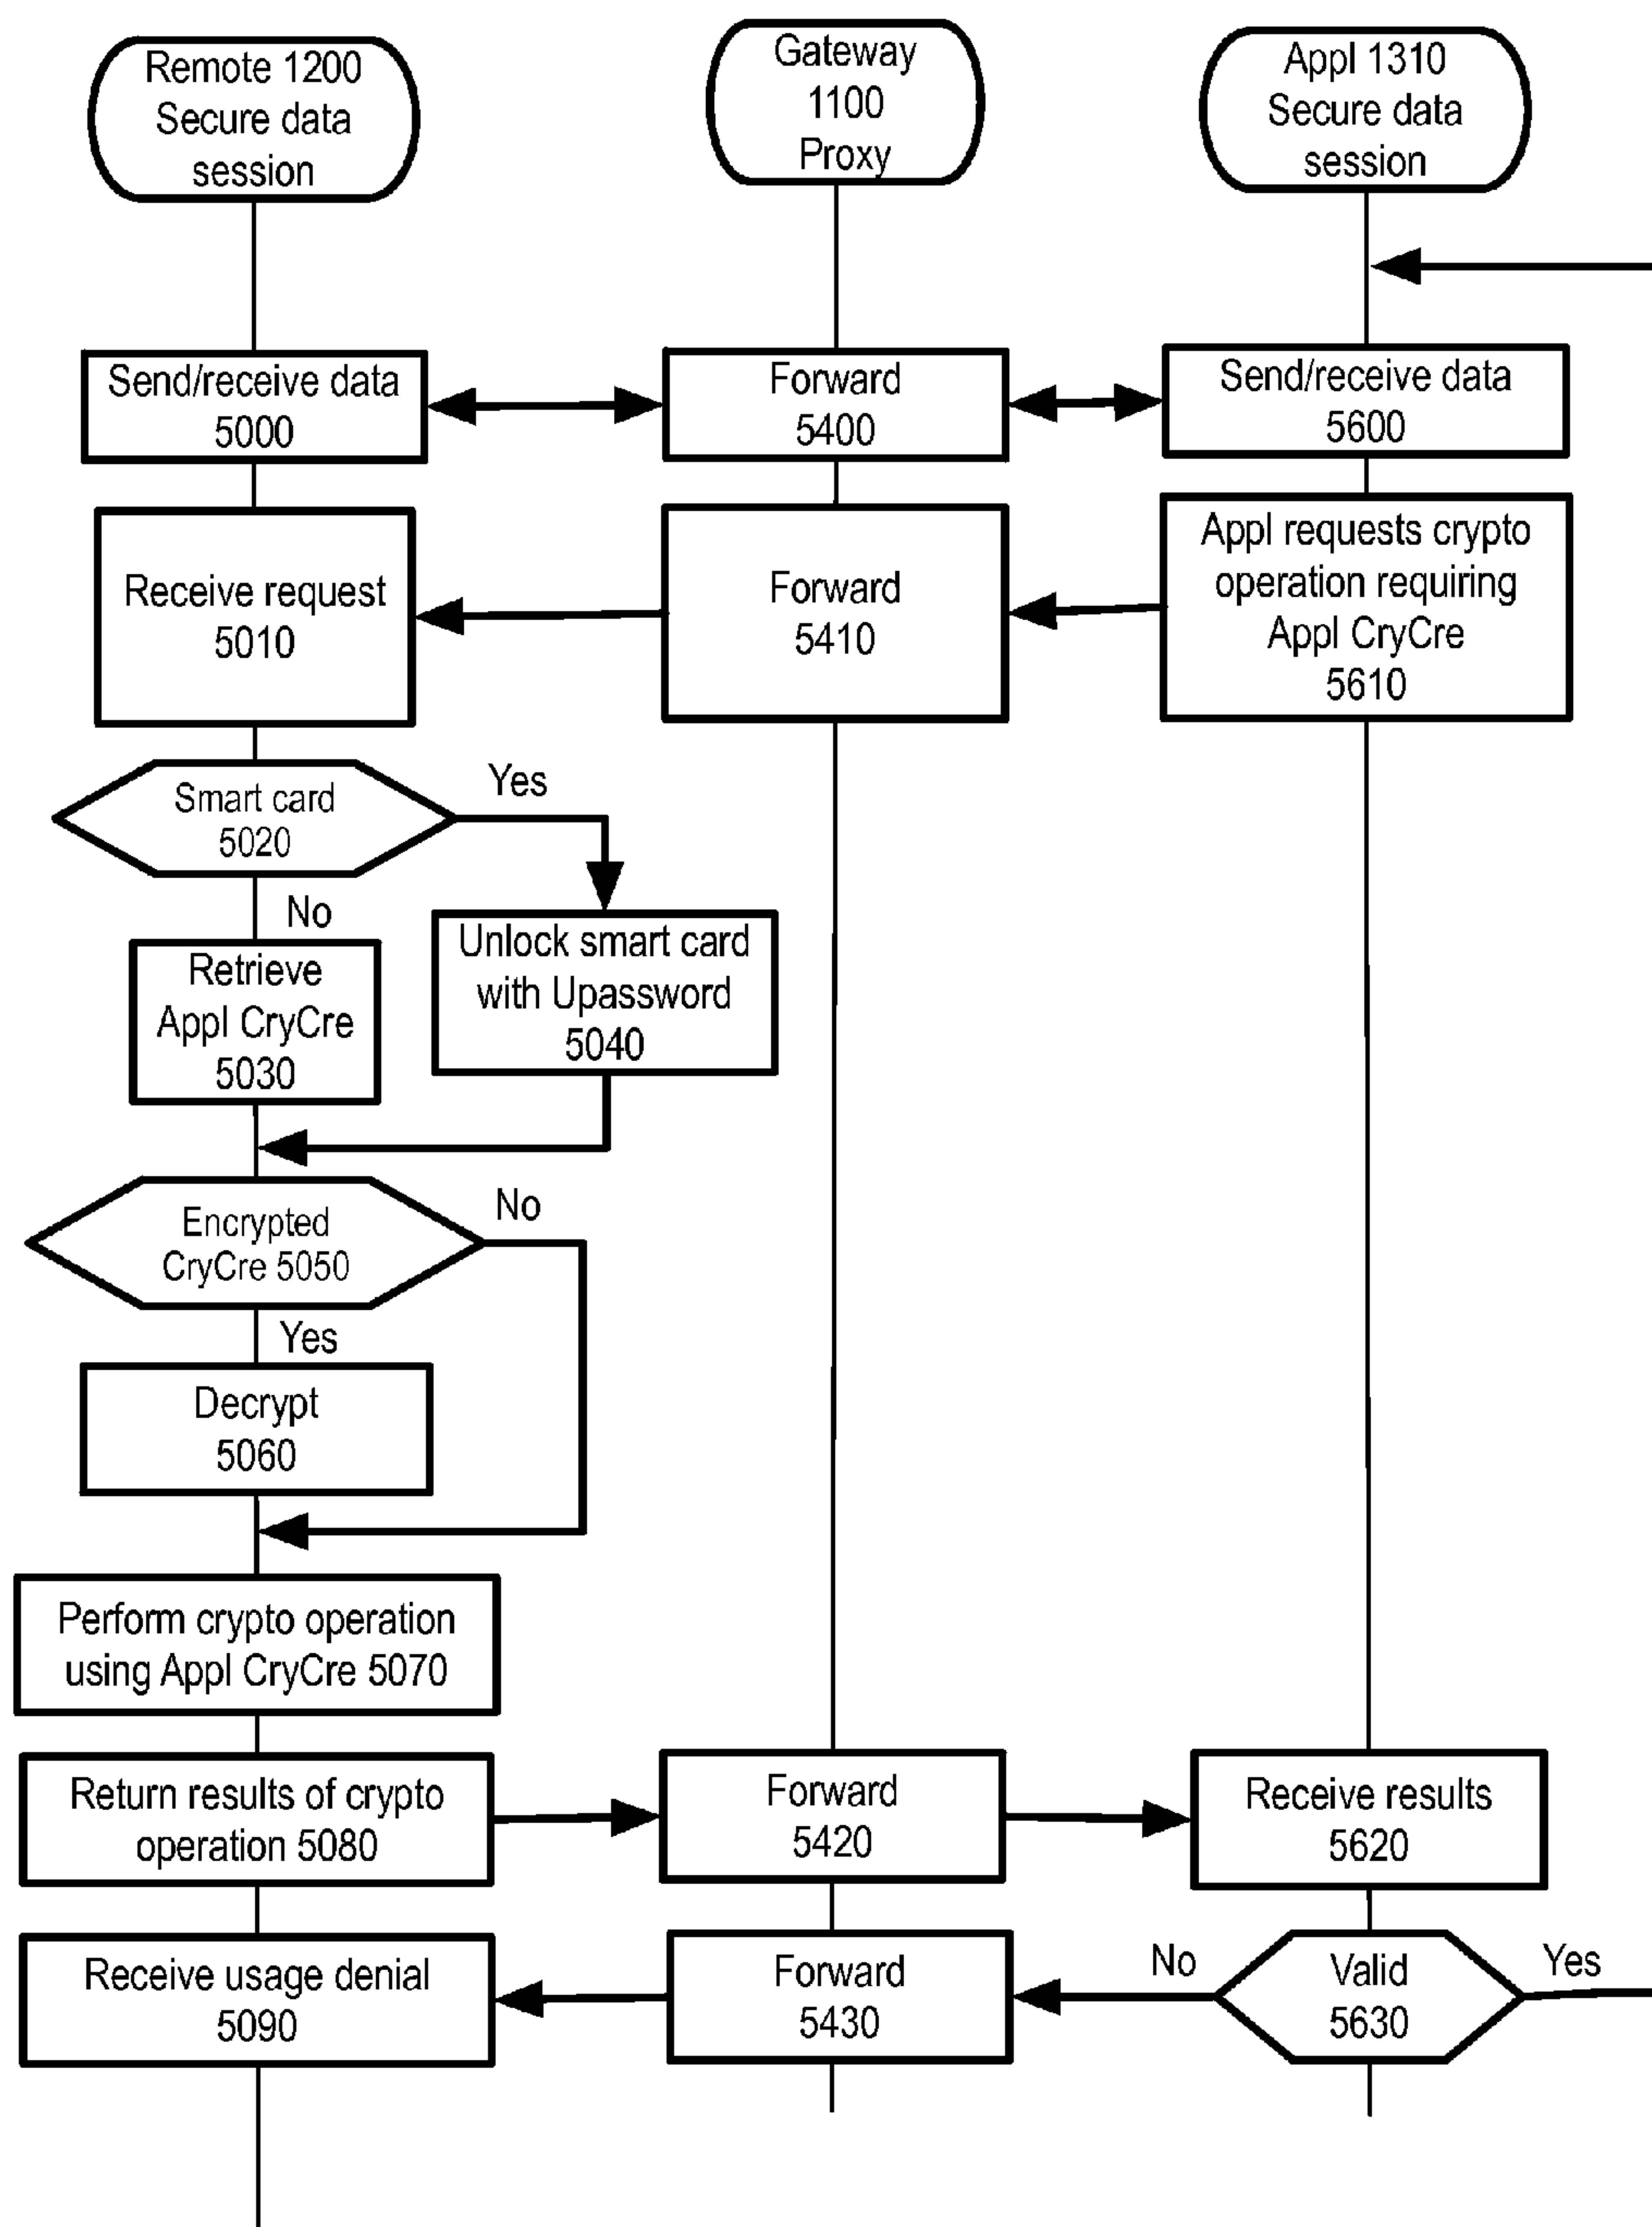 Remote 1200
Secure data
session
Gateway
1100
Proxy
Appl 1310
Secure data
session
Send/receive data
5000
Forward
5400
Send/receive data
5600
Receive request
5010
Forward
5410
Appl requests crypto
operation requiring
Appl CryCre
5610
Smart card
5020
Yes
No
Retrieve
Appl CryCre
5030
Unlock smart card
with Upassword
5040
Encrypted
CryCre 5050
No
Yes
Decrypt
5060
Perform crypto operation
using Appl CryCre 5070
Return results of crypto
operation 5080
Forward
5420
Receive results
5620
Receive usage denial
5090
Forward
5430
No
Valid
5630
Yes